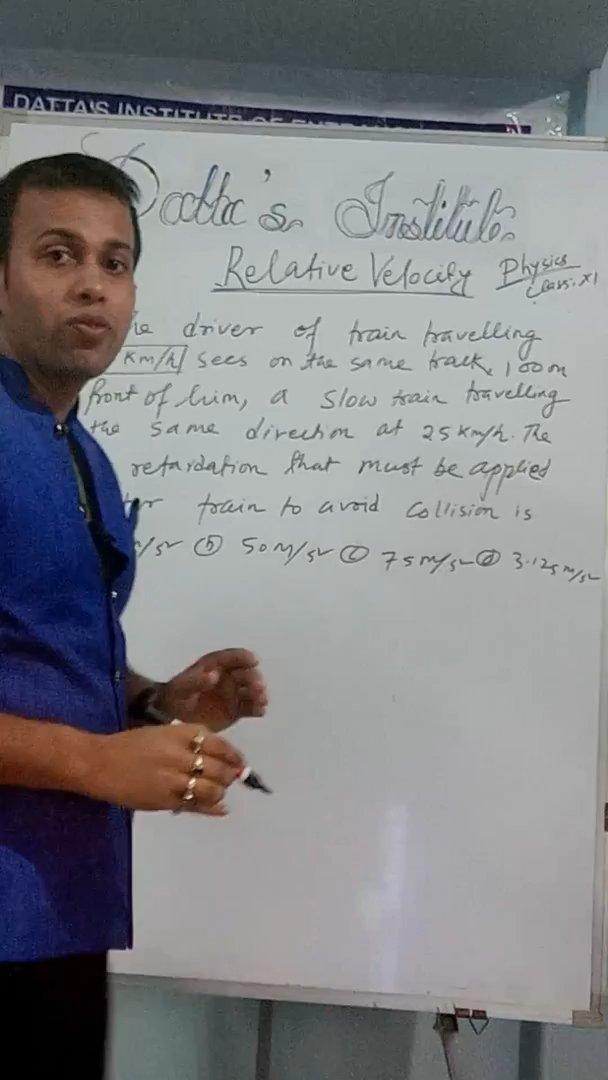 DATTA'S INSTITUTE OF
Datta's Institute
Relative Velocity
Physics
Class: XI
driver of train travelling
Km/h sees on the same track, 100m
front of him, a slow train travelling
the same direction at 25 Km/h. The
retardation that must be applied
train to avoid collision is
/s² ⓑ 50 m/s² ⓒ 75 m/s² ⓓ 3.125 m/s²